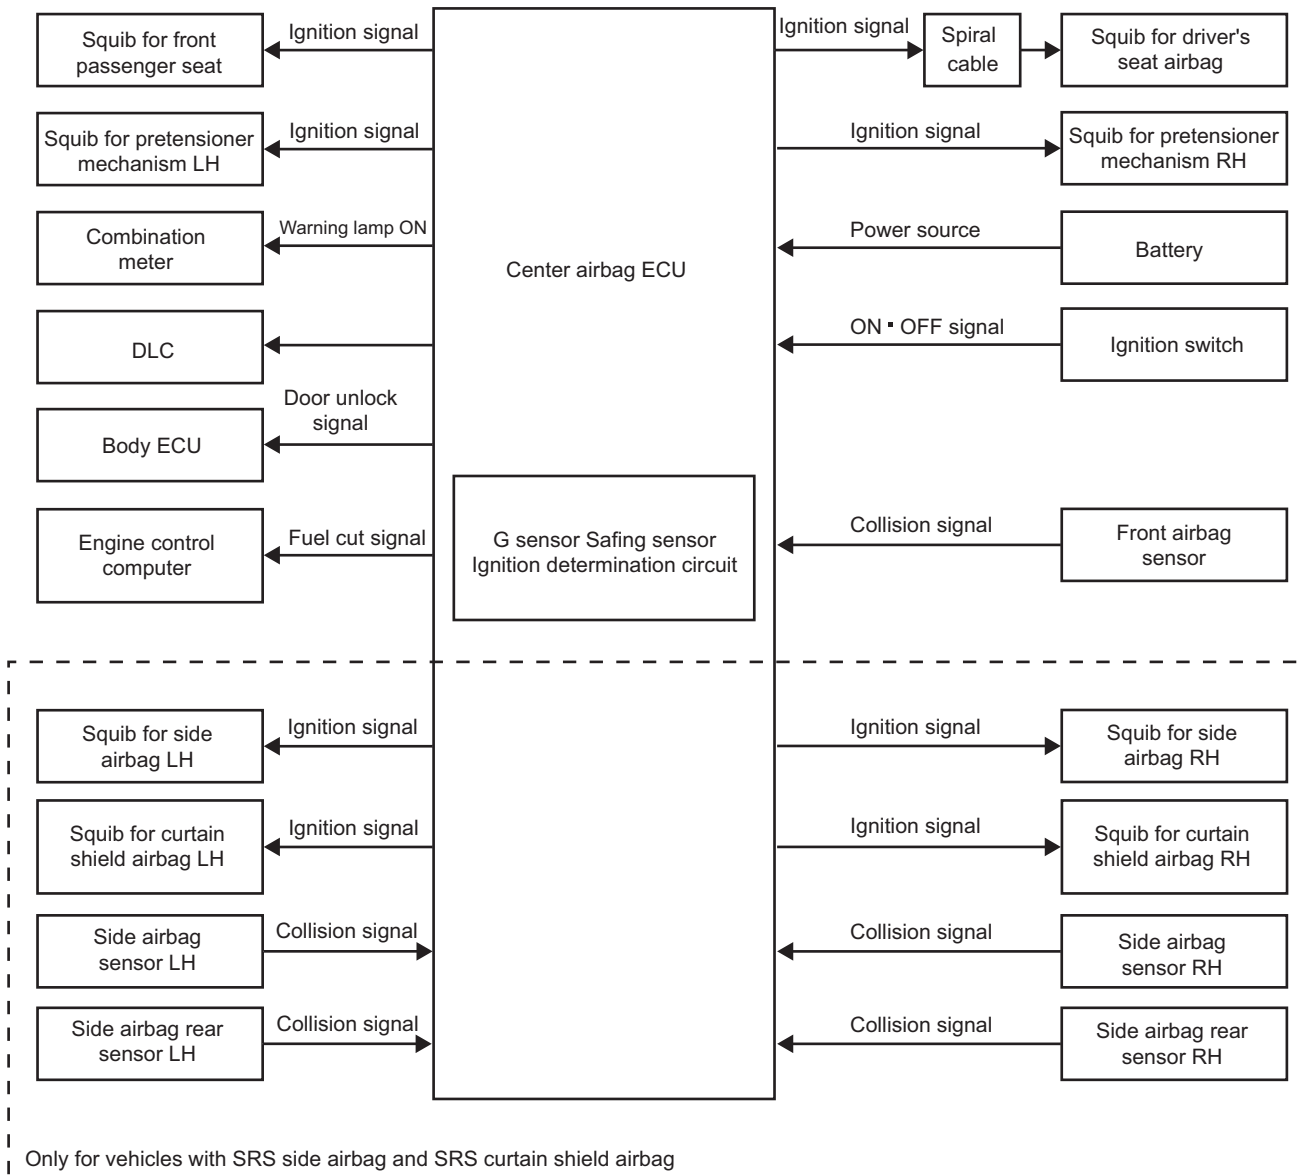 Squib for front
passenger seat
Ignition signal
Ignition signal
Spiral
cable
Squib for driver's
seat airbag
Squib for pretensioner
mechanism LH
Ignition signal
Ignition signal
Squib for pretensioner
mechanism RH
Combination
meter
Warning lamp ON
Center airbag ECU
Power source
Battery
DLC
ON・OFF signal
Ignition switch
Body ECU
Door unlock
signal
Engine control
computer
Fuel cut signal
G sensor Safing sensor
Ignition determination circuit
Collision signal
Front airbag
sensor
Squib for side
airbag LH
Ignition signal
Ignition signal
Squib for side
airbag RH
Squib for curtain
shield airbag LH
Ignition signal
Ignition signal
Squib for curtain
shield airbag RH
Side airbag
sensor LH
Collision signal
Collision signal
Side airbag
sensor RH
Side airbag rear
sensor LH
Collision signal
Collision signal
Side airbag rear
sensor RH
Only for vehicles with SRS side airbag and SRS curtain shield airbag